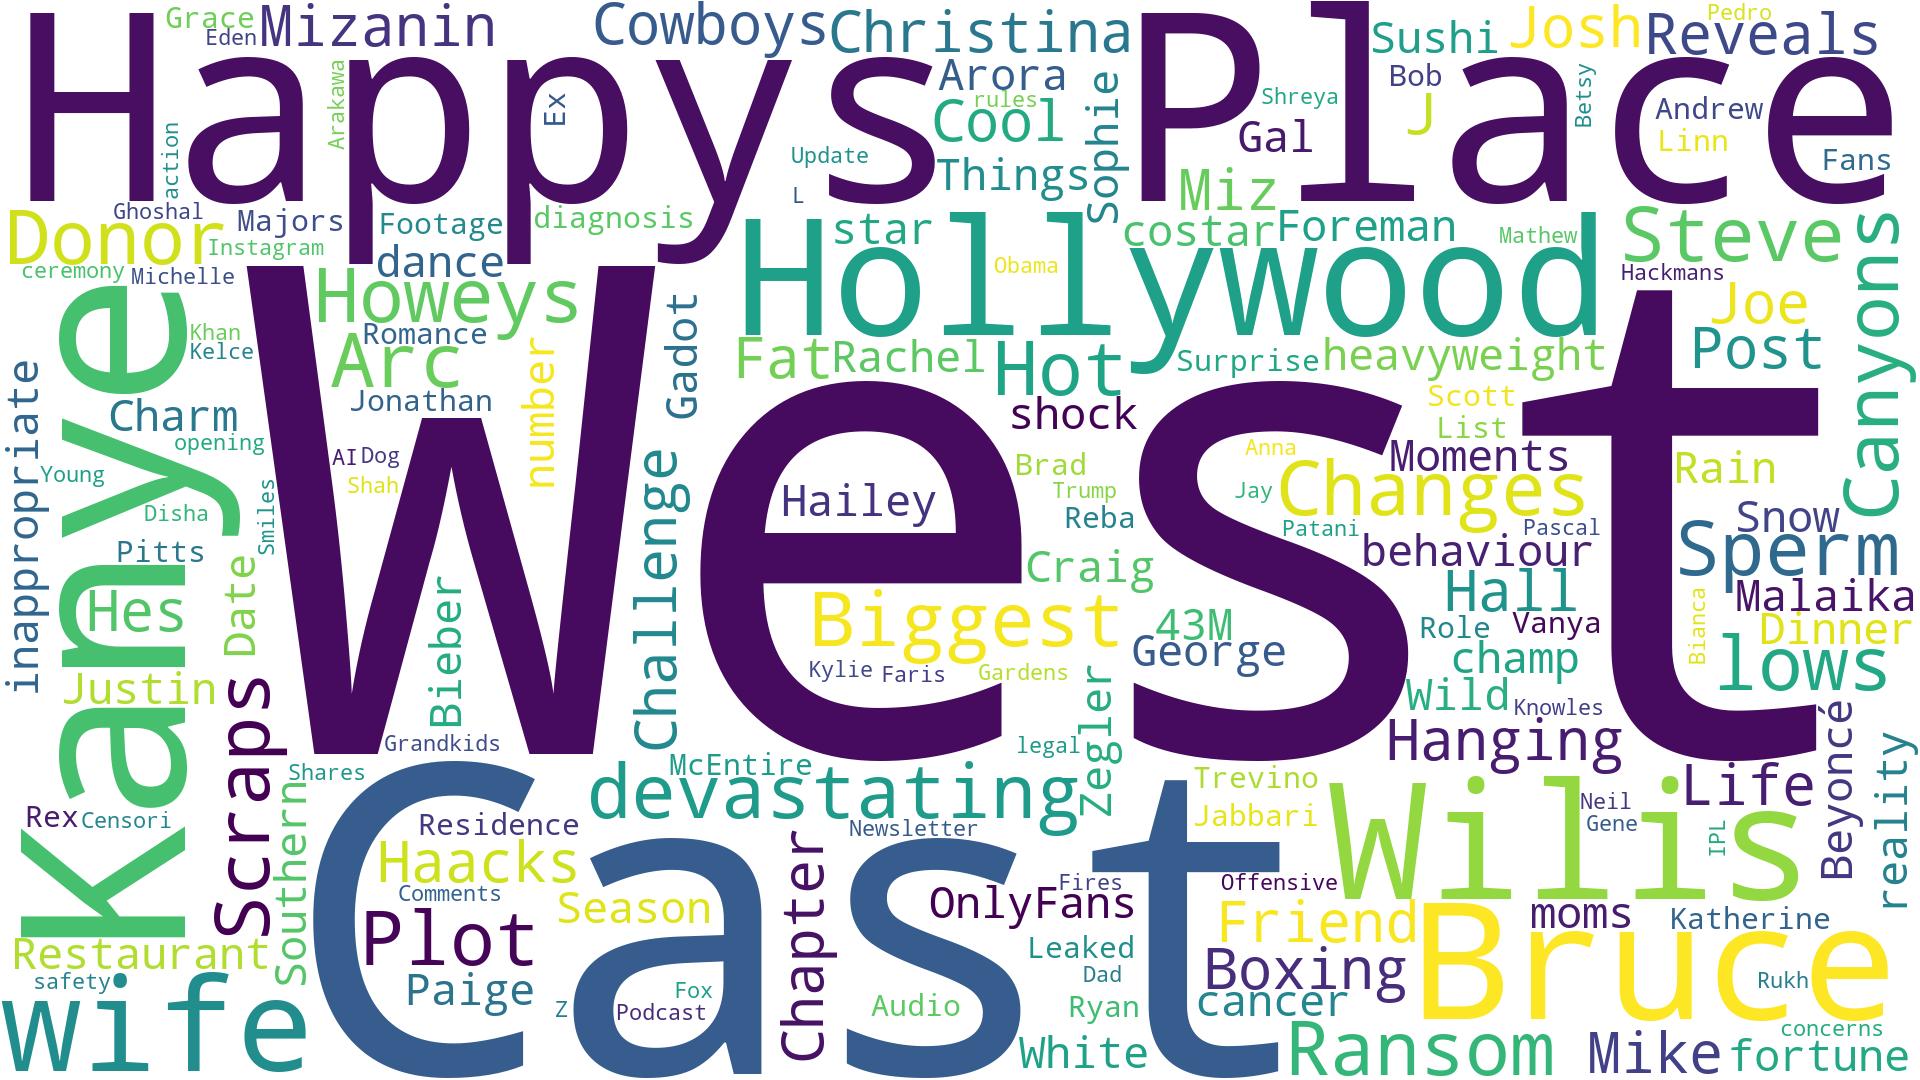 Happys
Place
West
Cast
Hollywood
Kanye
Wilis
Bruce
wife
Grace
Eden
Mizanin
Cowboys
Christina
Sushi
Josh
Pedro
Reveals
Arakawa
Ex
Arora
rules
Cool
Sophie
Shreya
Bob
J
Betsy
Andrew
Linn
Fans
action
Update
L
Things
Gal
Miz
Ghoshal
Donor
Majors
Instagram
Footage
diagnosis
star
costar
Foreman
Mathew
Steve
Canyons
ceremony
Michelle
dance
Howeys
Obama
Hackmans
Joe
Khan
Kelce
Romance
Arc
number
Gadot
Fat
Rachel
Hot
Surprise
heavyweight
Post
inappropriate
Charm
Jonathan
shock
Scott
List
opening
Young
AI
Dog
Shah
Challenge
Brad
Anna
Moments
Rain
Disha
Smiles
Hailey
Trump
Jay
Changes
Reba
Patani
Pascal
Snow
Pitts
Craig
behaviour
Sperm
Hes
Date
Bieber
Biggest
43M
Hall
Malaika
George
Role
Vanya
Bianca
Dinner
Justin
Kylie
Faris
Gardens
champ
lows
Scraps
Zegler
Wild
Knowles
Grandkids
legal
Hanging
Beyoncé
reality
Shares
McEntire
devastating
Trevino
Life
Rex
Censori
Southern
Residence
Newsletter
Jabbari
Neil
Gene
IPL
Haacks
Chapter
Comments
Season
OnlyFans
Fires
Offensive
Plot
Friend
moms
Katherine
Restaurant
Leaked
Boxing
safety
Paige
Fox
Dad
Rukh
Z
Podcast
Audio
Ryan
cancer
White
Ransom
Mike
concerns
fortune